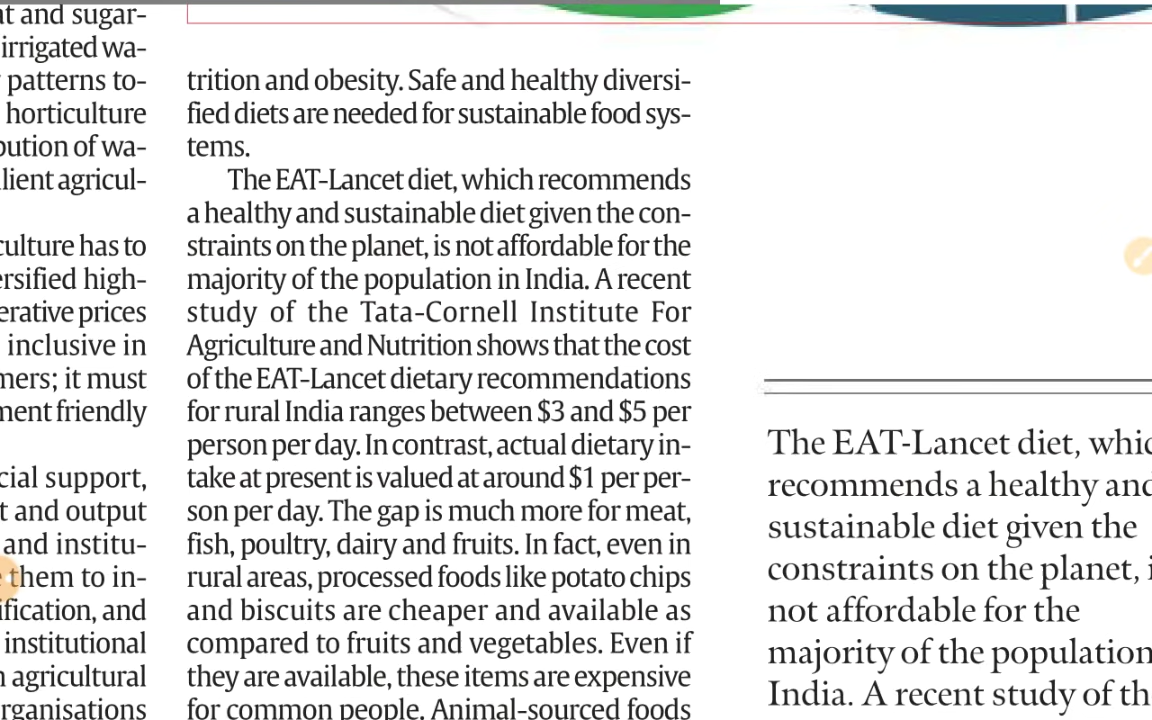 at and sugar-
irrigated wa-
patterns to-
horticulture
bution of wa-
lient agricul-
culture has to
ersified high-
erative prices
inclusive in
mers; it must
ment friendly
cial support,
t and output
and institu-
them to in-
ification, and
institutional
n agricultural
rganisations
trition and obesity. Safe and healthy diversi-
fied diets are needed for sustainable food sys-
tems.
The EAT-Lancet diet, which recommends
a healthy and sustainable diet given the con-
straints on the planet, is not affordable for the
majority of the population in India. A recent
study of the Tata-Cornell Institute For
Agriculture and Nutrition shows that the cost
of the EAT-Lancet dietary recommendations
for rural India ranges between $3 and $5 per
person per day. In contrast, actual dietary in-
take at present is valued at around $1 per per-
son per day. The gap is much more for meat,
fish, poultry, dairy and fruits. In fact, even in
rural areas, processed foods like potato chips
and biscuits are cheaper and available as
compared to fruits and vegetables. Even if
they are available, these items are expensive
for common people. Animal-sourced foods
The EAT-Lancet diet, whic
recommends a healthy and
sustainable diet given the
constraints on the planet, i
not affordable for the
majority of the population
India. A recent study of th